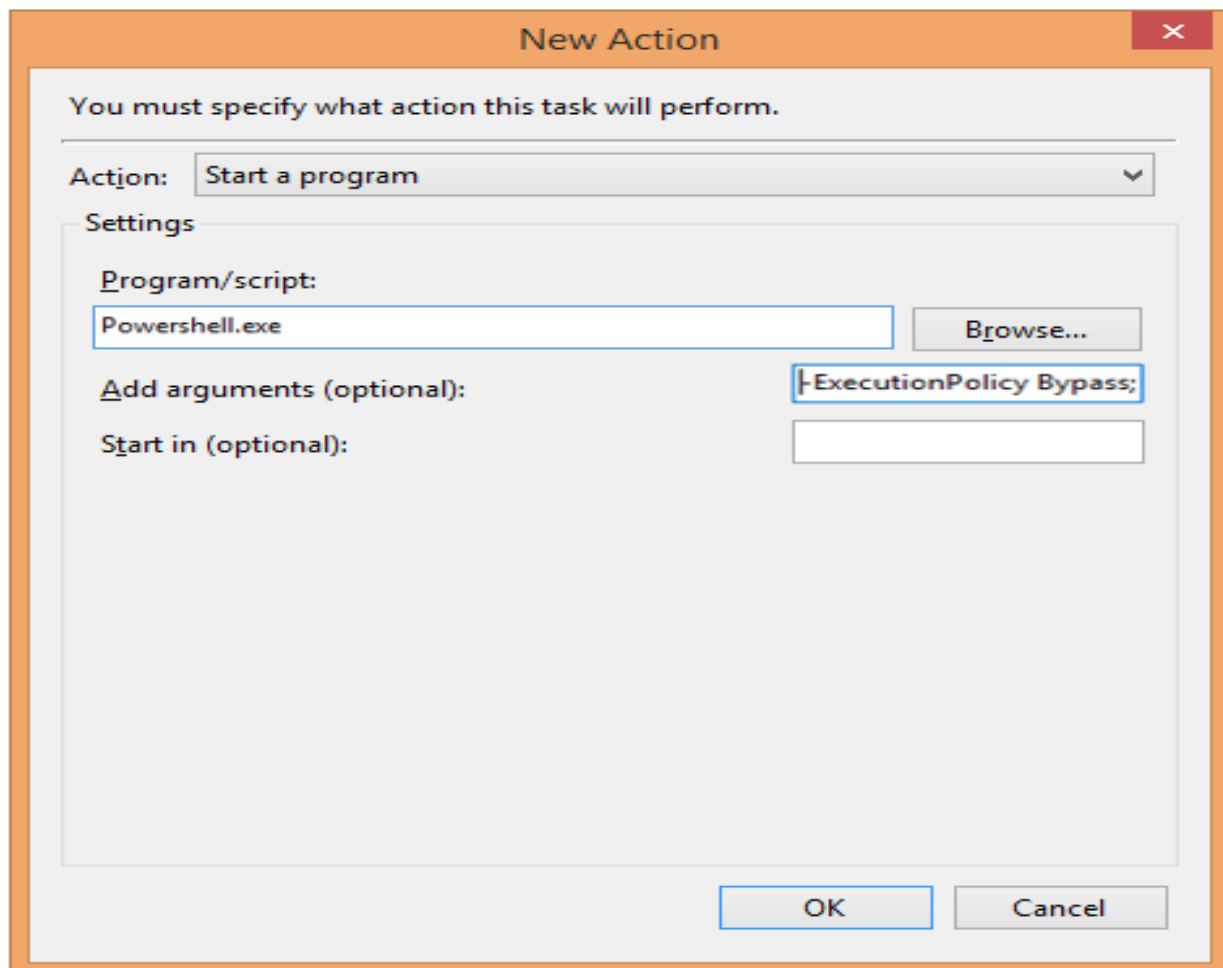 New Action
You must specify what action this task will perform.
Action: Start a program
Settings
Program/script:
Powershell.exe Browse...
Add arguments (optional): -ExecutionPolicy Bypass;
Start in (optional):
OK Cancel